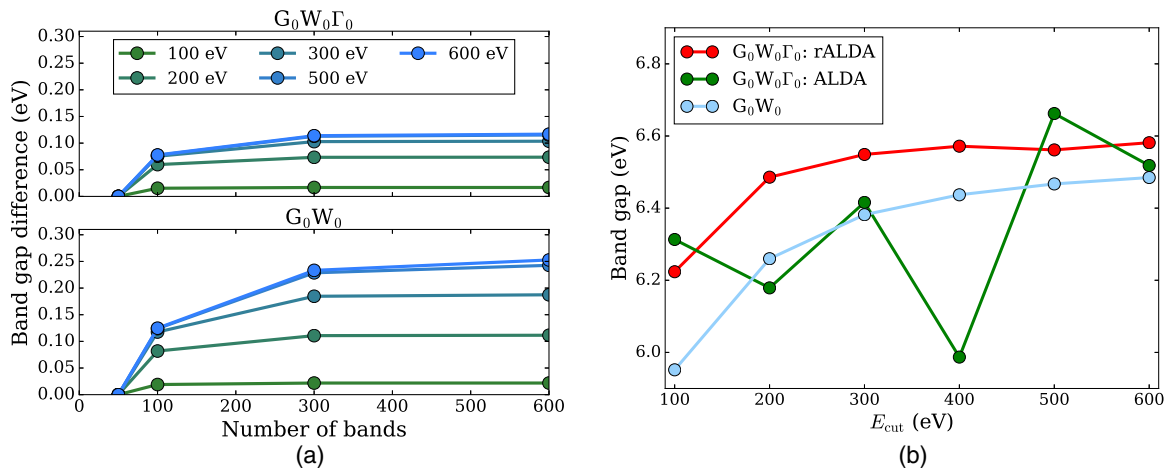 G₀W₀Γ₀
0.30
0.25
0.20
0.15
0.10
0.05
0.00
100 eV
300 eV
600 eV
200 eV
500 eV
G₀W₀
0.30
0.25
0.20
0.15
0.10
0.05
0.00
0
100
200
300
400
500
600
Band gap difference (eV)
Number of bands
(a)
G₀W₀Γ₀: rALDA
G₀W₀Γ₀: ALDA
G₀W₀
6.8
6.6
6.4
6.2
6.0
100
200
300
400
500
600
Band gap (eV)
E_cut (eV)
(b)